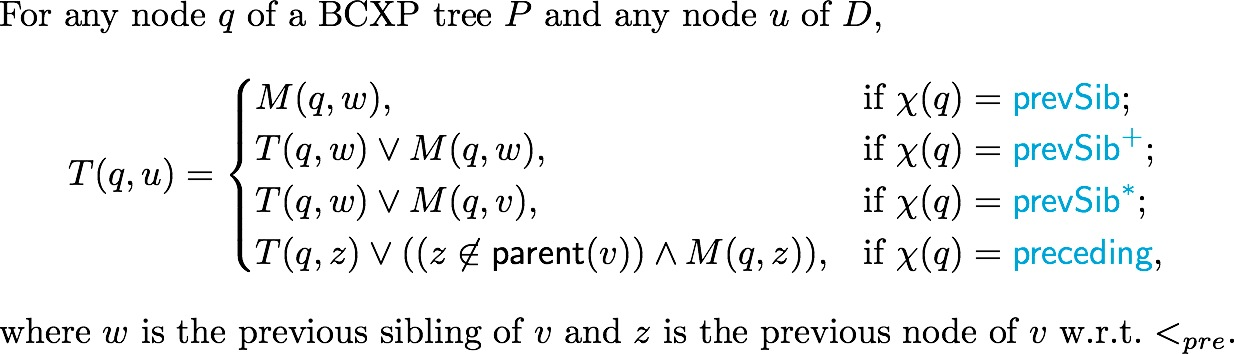 For any node q of a BCXP tree P and any node u of D,
T(q, u) = { M(q, w), if χ(q) = prevSib;
T(q, w) ∨ M(q, w), if χ(q) = prevSib⁺;
T(q, w) ∨ M(q, v), if χ(q) = prevSib*;
T(q, z) ∨ ((z ∉ parent(v)) ∧ M(q, z)), if χ(q) = preceding,
where w is the previous sibling of v and z is the previous node of v w.r.t. <_pre.